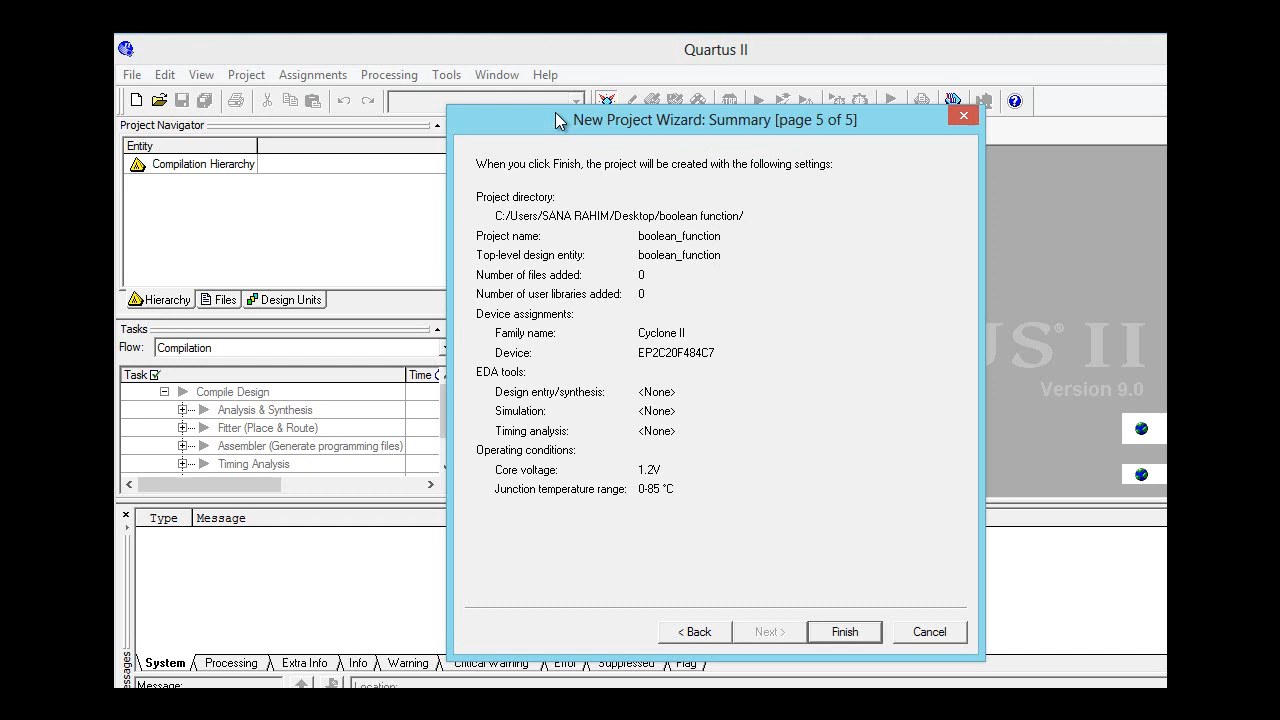 Quartus II
File Edit View Project Assignments Processing Tools Window Help
Project Navigator
Entity
Compilation Hierarchy
Hierarchy Files Design Units
Tasks
Flow: Compilation
Task Time
Compile Design
Analysis & Synthesis
Fitter (Place & Route)
Assembler (Generate programming files)
Timing Analysis
New Project Wizard: Summary [page 5 of 5]
When you click Finish, the project will be created with the following settings:
Project directory:
C:/Users/SANA RAHIM/Desktop/boolean function/
Project name: boolean_function
Top-level design entity: boolean_function
Number of files added: 0
Number of user libraries added: 0
Device assignments:
Family name: Cyclone II
Device: EP2C20F484C7
EDA tools:
Design entry/synthesis: <None>
Simulation: <None>
Timing analysis: <None>
Operating conditions:
Core voltage: 1.2V
Junction temperature range: 0-85 °C
< Back Next > Finish Cancel
US® II
Version 9.0
Type Message
System Processing Extra Info Info Warning Critical Warning Error Suppressed Flag
Message: Location:
messages